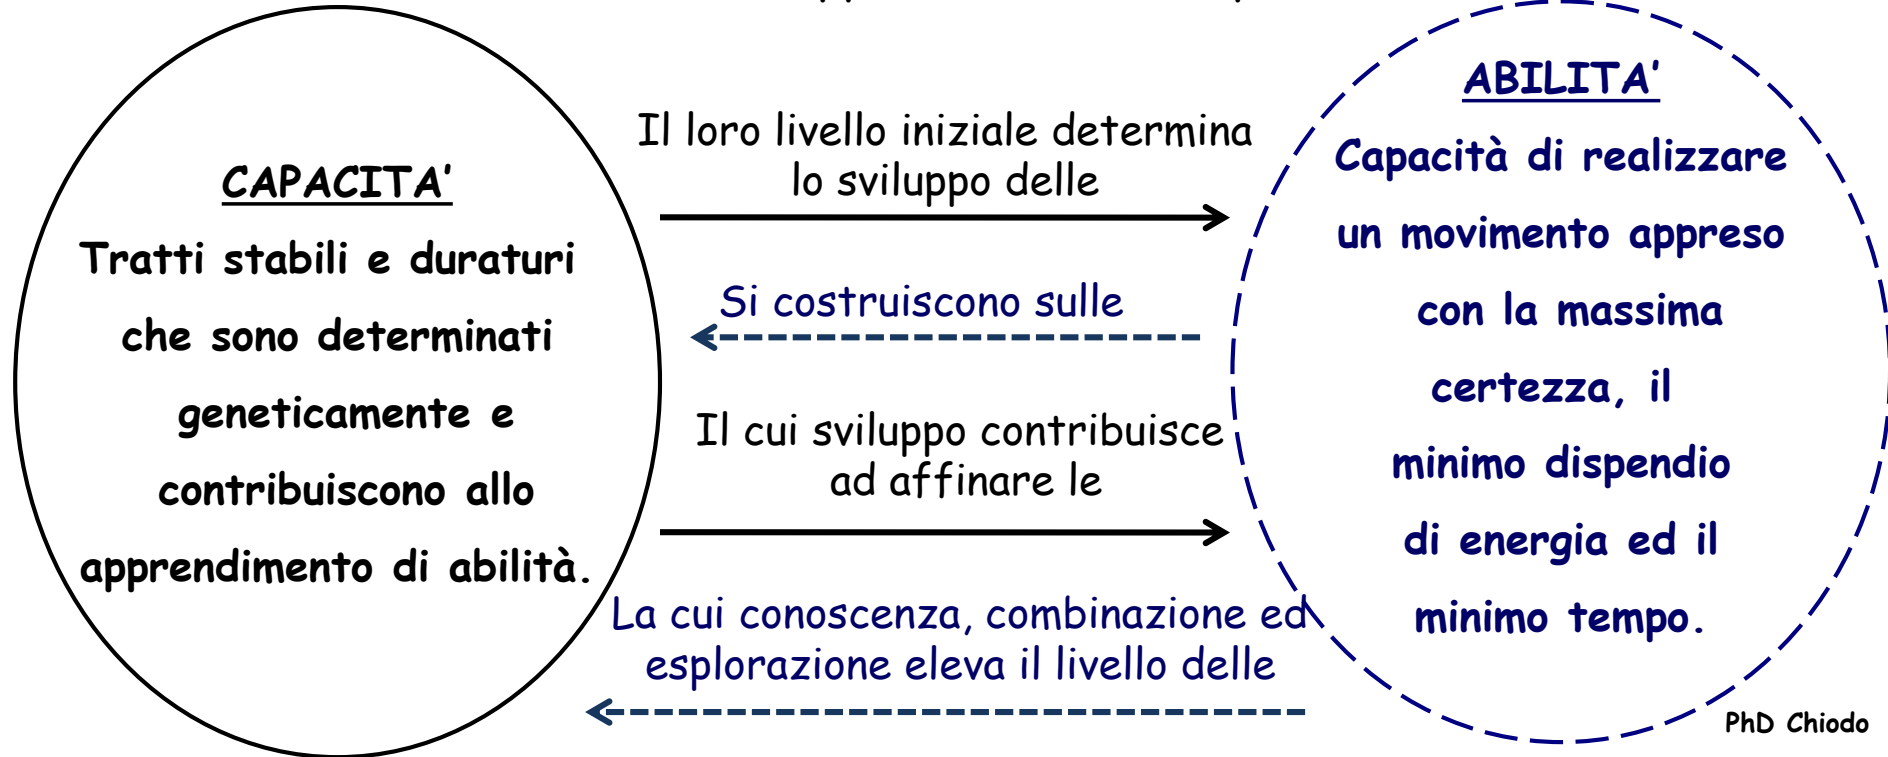 CAPACITA’
Tratti stabili e duraturi
che sono determinati
geneticamente e
contribuiscono allo
apprendimento di abilità.
Il loro livello iniziale determina
lo sviluppo delle
Si costruiscono sulle
Il cui sviluppo contribuisce
ad affinare le
La cui conoscenza, combinazione ed
esplorazione eleva il livello delle
ABILITA’
Capacità di realizzare
un movimento appreso
con la massima
certezza, il
minimo dispendio
di energia ed il
minimo tempo.
PhD Chiodo